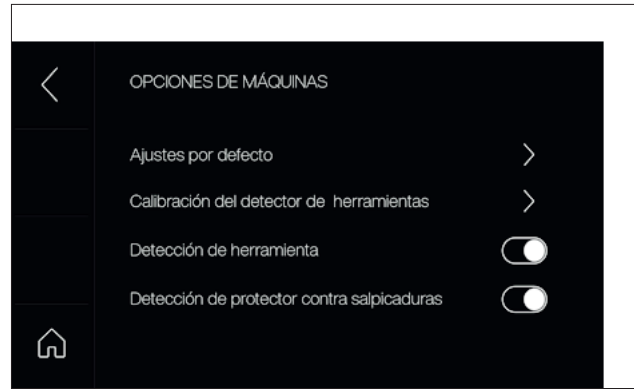 OPCIONES DE MÁQUINAS
Ajustes por defecto
Calibración del detector de herramientas
Detección de herramienta
Detección de protector contra salpicaduras